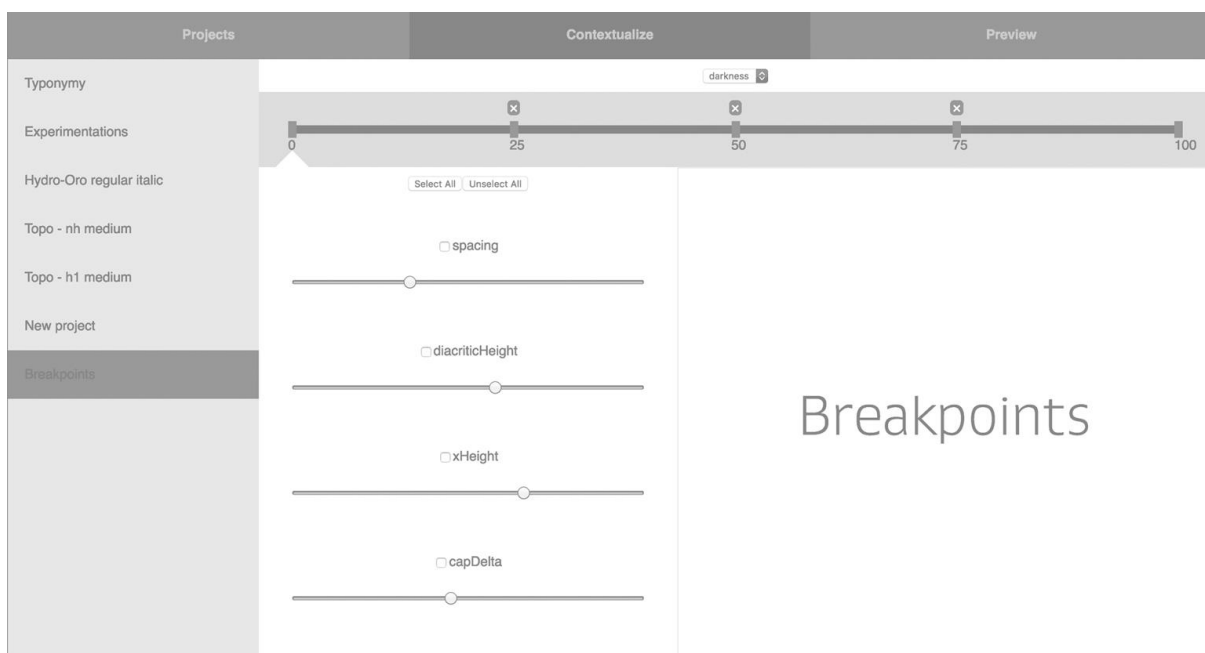 Projects Contextualize Preview
Typonymy
Experimentations
Hydro-Oro regular italic
Topo - nh medium
Topo - h1 medium
New project
Breakpoints
darkness
0 25 50 75 100
Select All Unselect All
spacing
diacriticHeight
xHeight
capDelta
Breakpoints